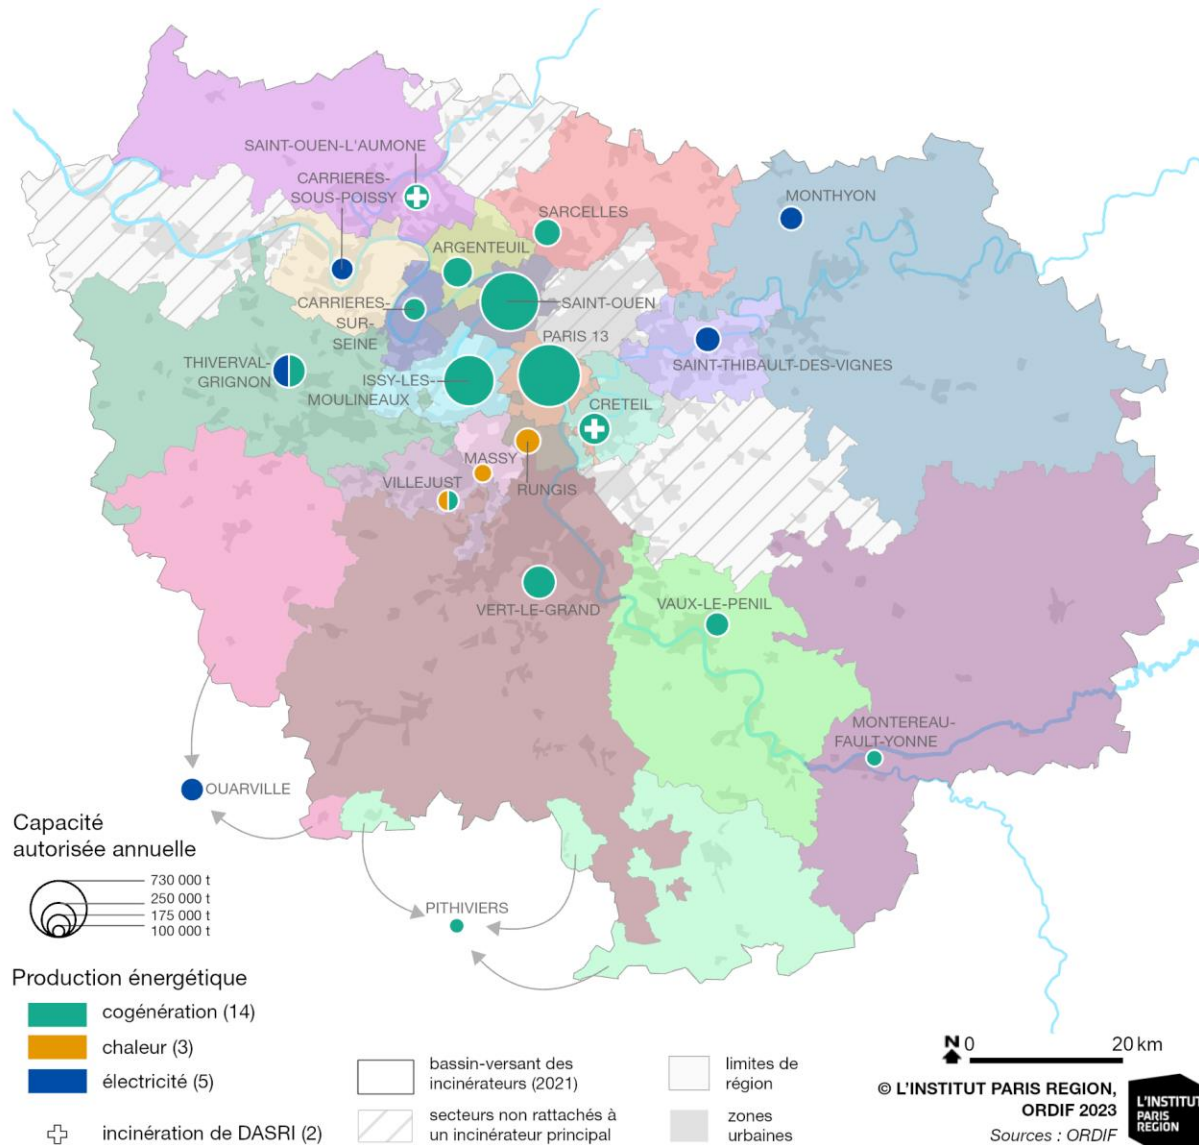 SAINT-OUEN-L'AUMONE
CARRIERES-
SOUS-POISSY
MONTHYON
SARCELLES
ARGENTEUIL
CARRIERES-
SUR-
SEINE
SAINT-OUEN
PARIS 13
THIVERVAL-
GRIGNON
ISSY-LES-
MOULINEAUX
SAINT-THIBAULT-DES-VIGNES
CRETEIL
MASSY
RUNGIS
VILLEJUST
VERT-LE-GRAND
VAUX-LE-PENIL
MONTEREAU-
FAULT-YONNE
OUARVILLE
PITHIVIERS
Capacité
autorisée annuelle
730 000 t
250 000 t
175 000 t
100 000 t
Production énergétique
cogénération (14)
chaleur (3)
électricité (5)
incinération de DASRI (2)
bassin-versant des
incinérateurs (2021)
secteurs non rattachés à
un incinérateur principal
limites de
région
zones
urbaines
N 0 20 km
© L'INSTITUT PARIS REGION,
ORDIF 2023
Sources : ORDIF
L'INSTITUT
PARIS
REGION